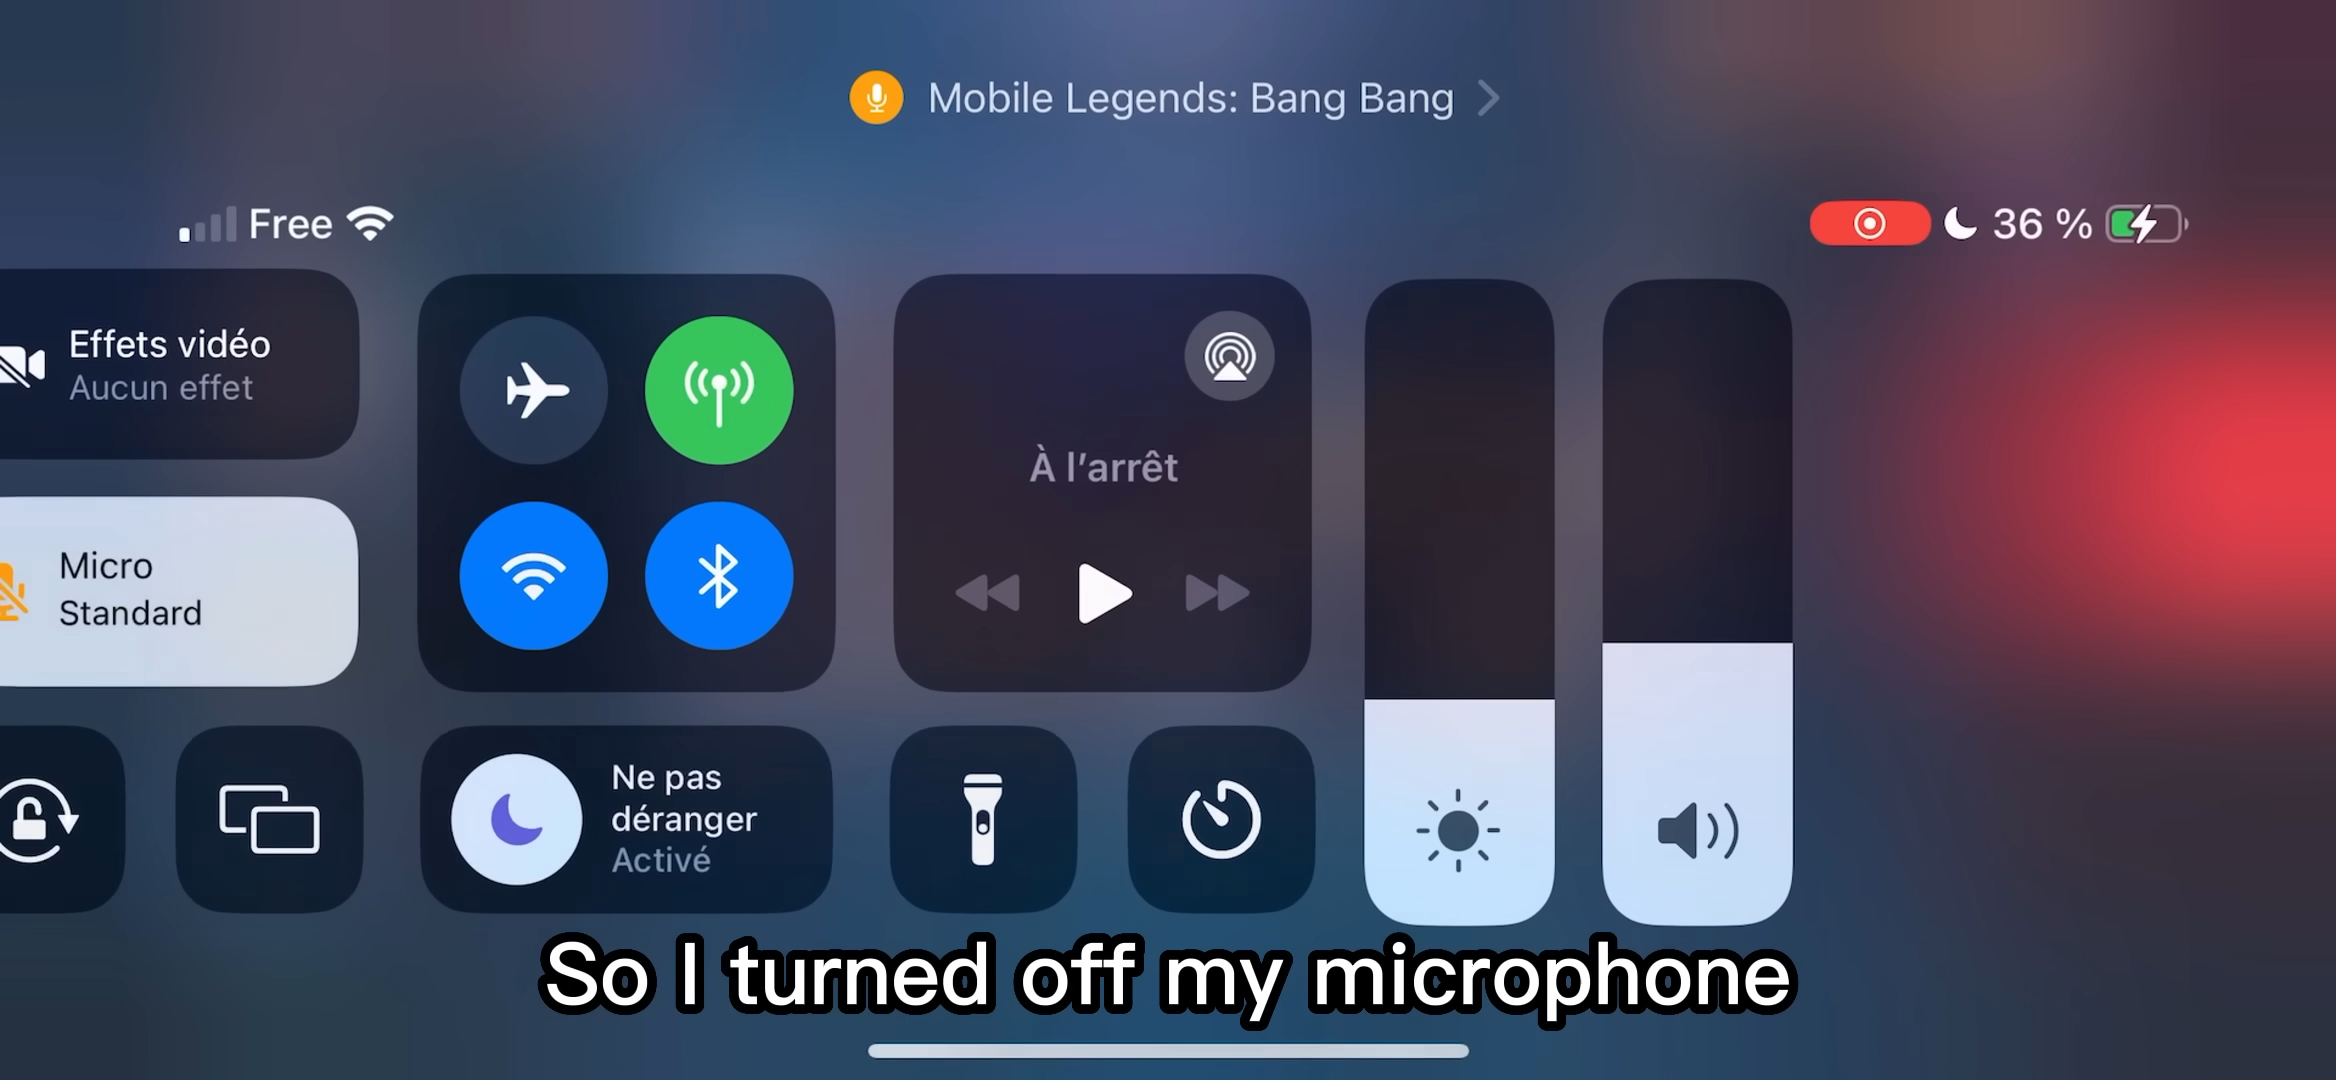 Mobile Legends: Bang Bang
Free
36 %
Effets vidéo
Aucun effet
Micro
Standard
À l’arrêt
Ne pas
déranger
Activé
So I turned off my microphone